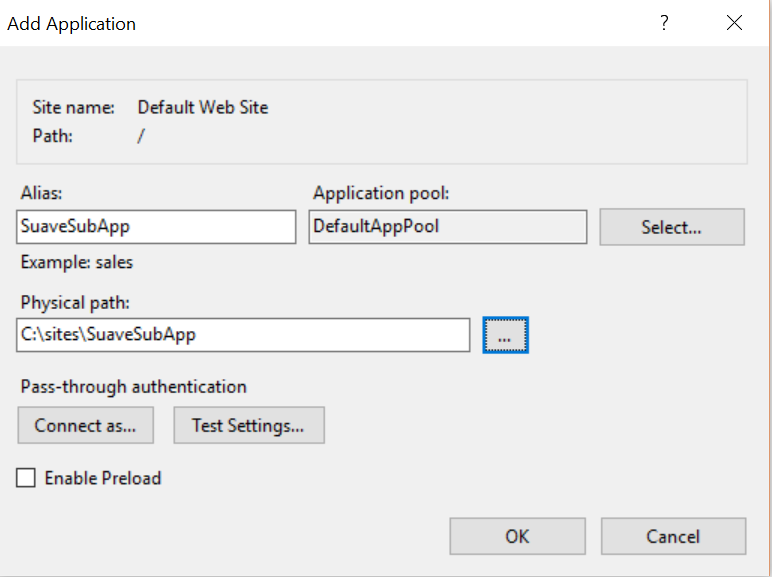 Add Application
?
Site name: Default Web Site
Path: /
Alias: Application pool:
SuaveSubApp DefaultAppPool Select...
Example: sales
Physical path:
C:\sites\SuaveSubApp ...
Pass-through authentication
Connect as... Test Settings...
Enable Preload
OK Cancel